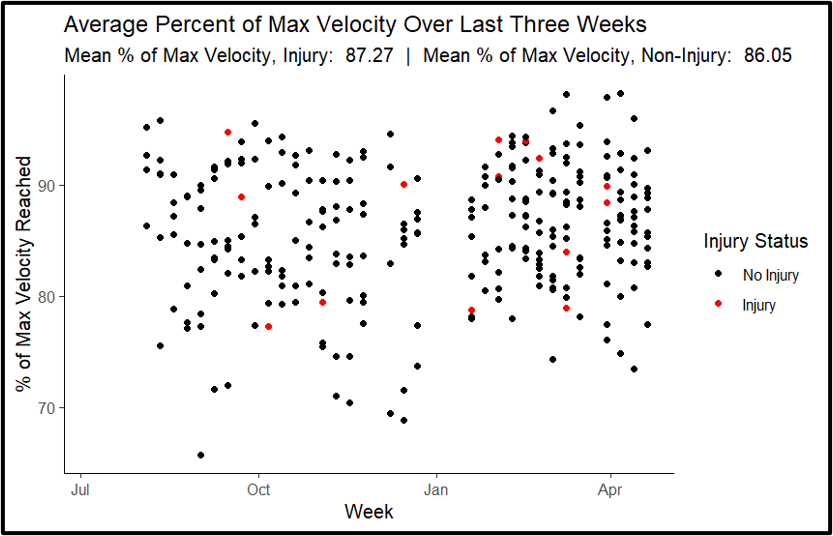 Average Percent of Max Velocity Over Last Three Weeks
Mean % of Max Velocity, Injury:  87.27  |  Mean % of Max Velocity, Non-Injury:  86.05
% of Max Velocity Reached
90
80
70
Jul
Oct
Jan
Apr
Week
Injury Status
No Injury
Injury